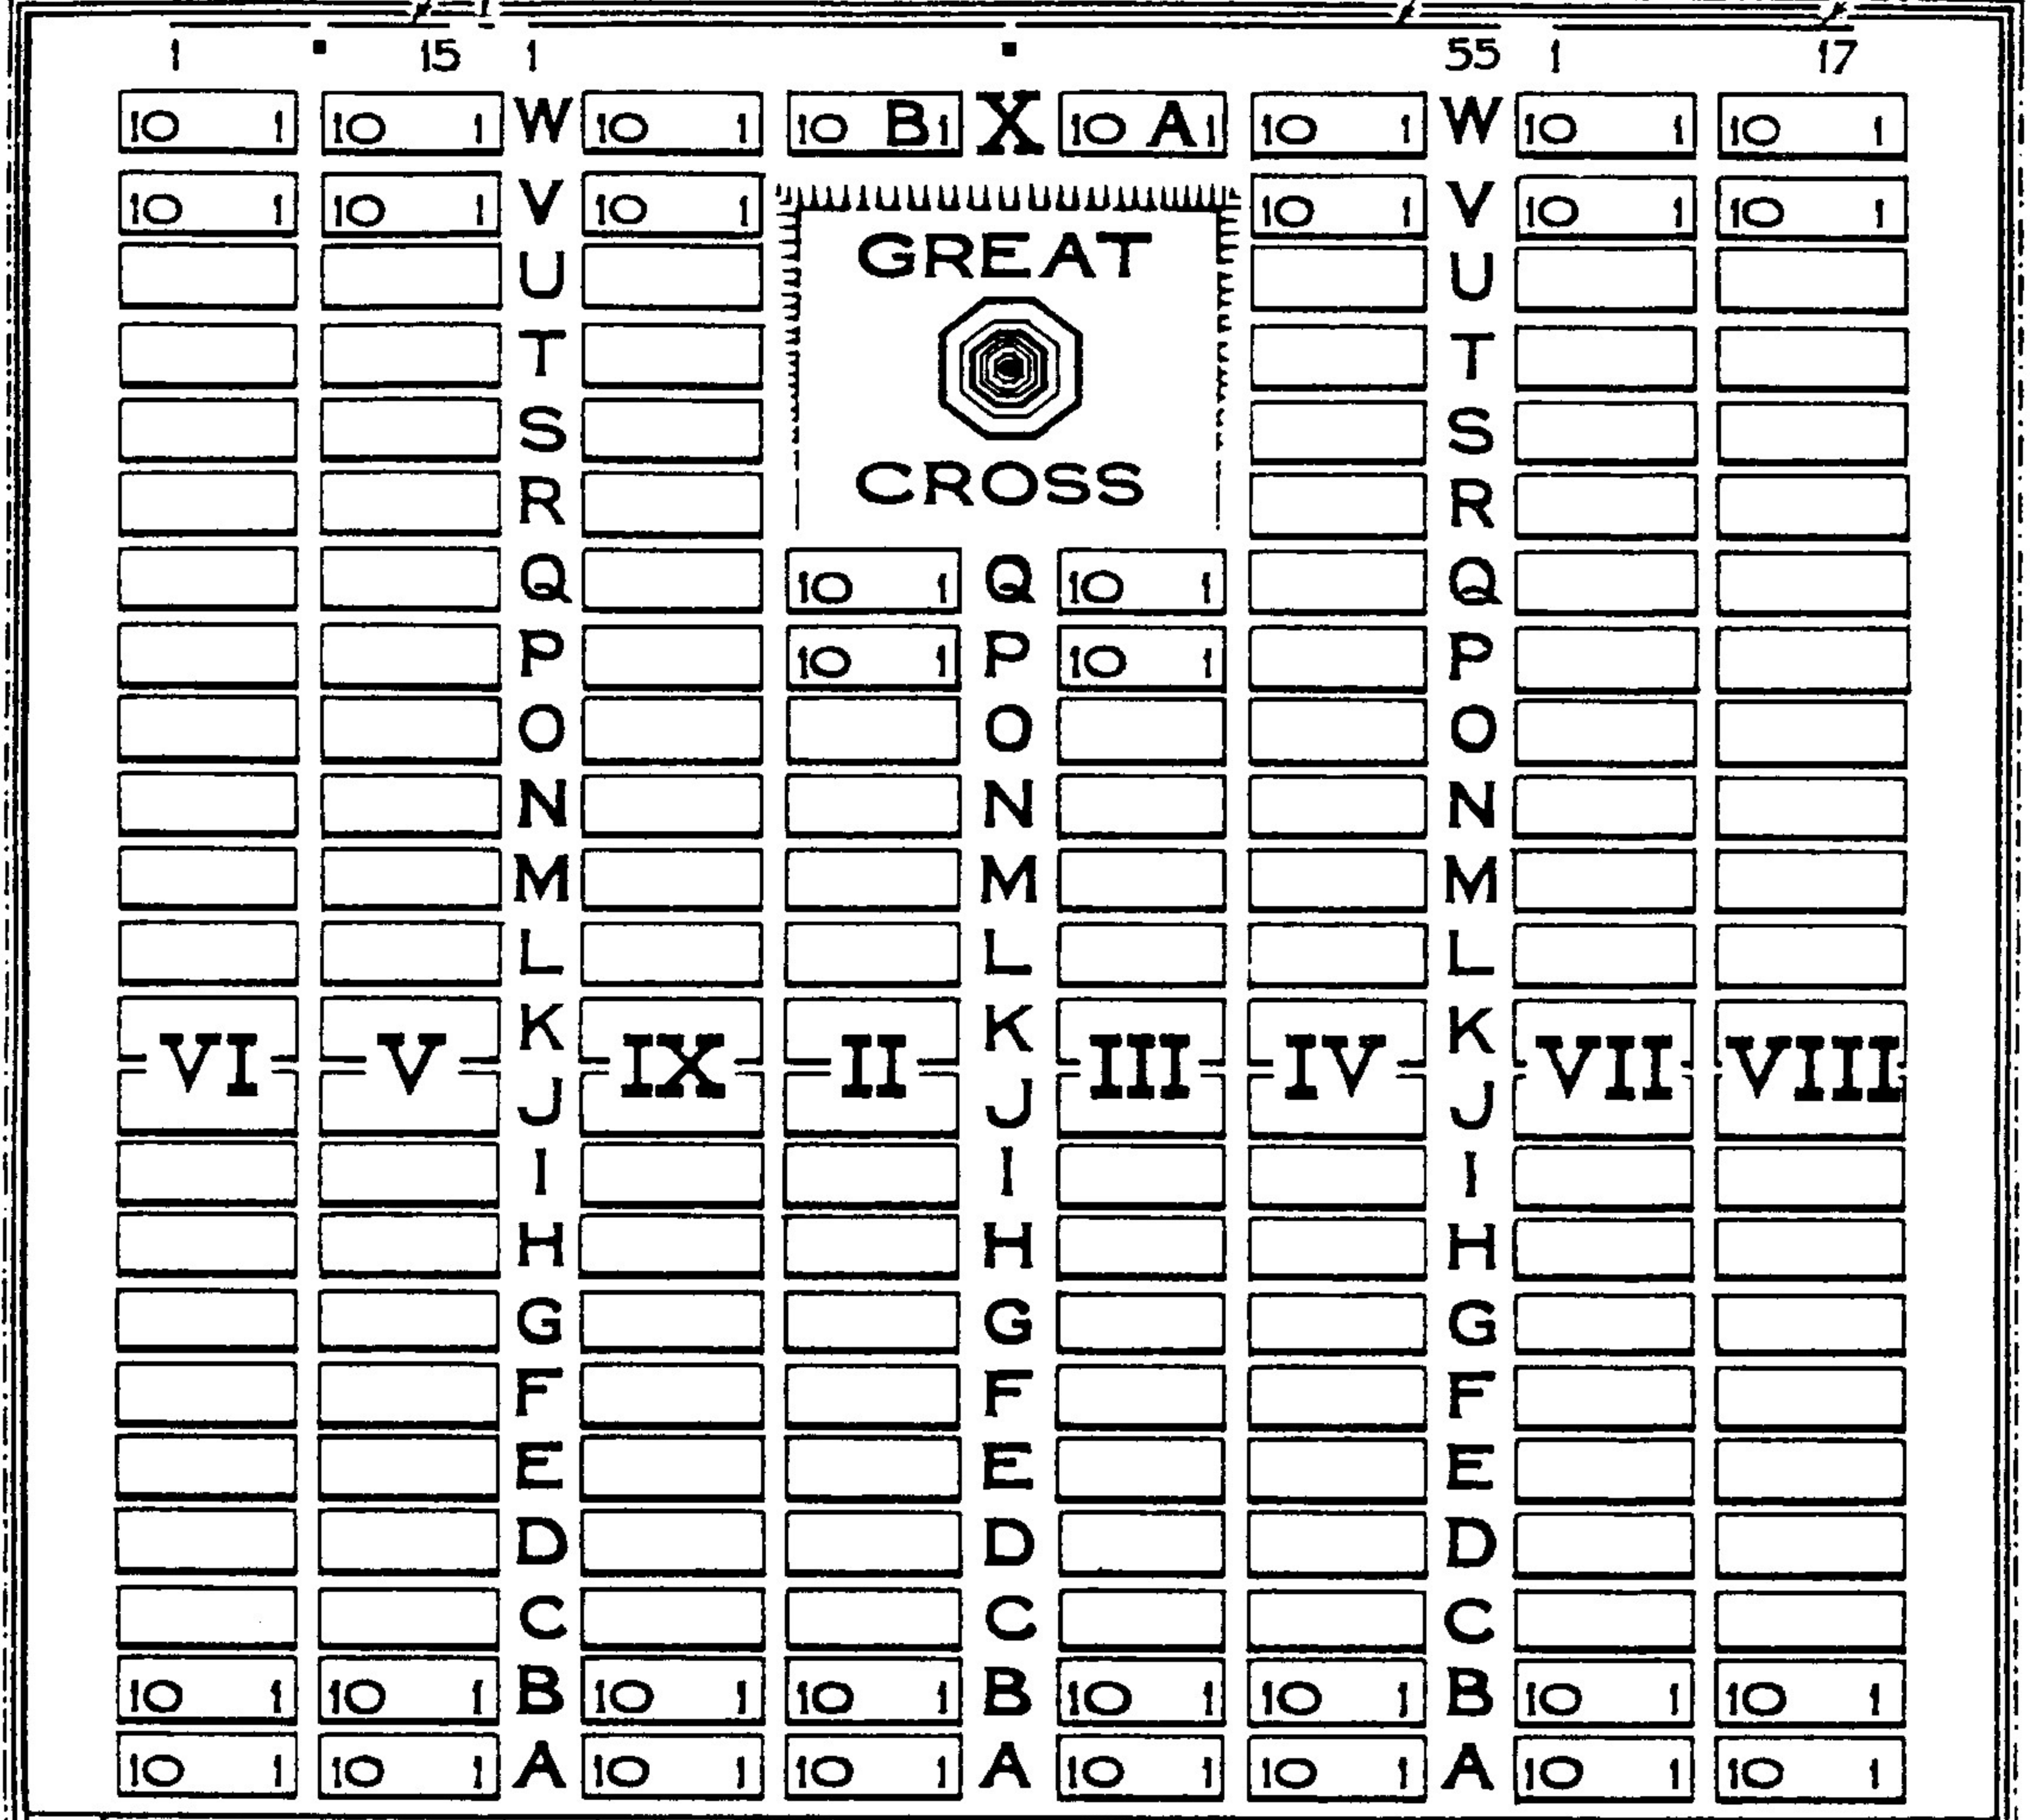 1 ▪ 15 1 ▪ 55 1 17
10 1 10 1 W 10 1 10 B 1 X 10 A 1 10 1 W 10 1 10 1
10 1 10 1 V 10 1 10 1 V 10 1 10 1
GREAT
U U
T T
S S
CROSS
R R
Q 10 1 Q 10 1 Q
P 10 1 P 10 1 P
O O O
N N N
M M M
L L L
K K K
VI V IX II III IV VII VIII
J J J
I I I
H H H
G G G
F F F
E E E
D D D
C C C
10 1 10 1 B 10 1 10 1 B 10 1 10 1 B 10 1 10 1
10 1 10 1 A 10 1 10 1 A 10 1 10 1 A 10 1 10 1